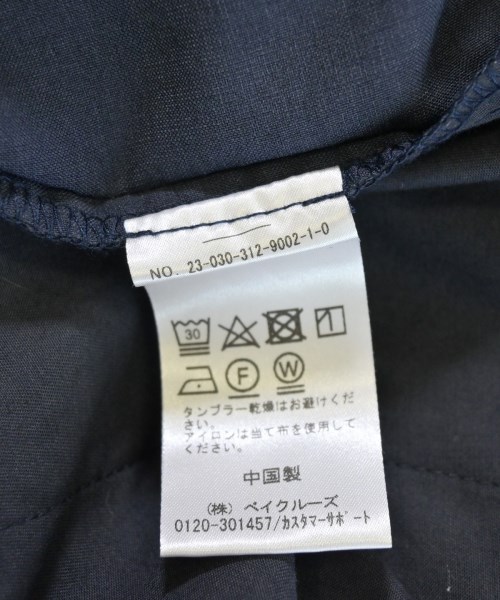 NO. 23-030-312-9002-1-0
30
F W
タンブラー乾燥はお避けくだ
さい。
アイロンは当て布を使用して
ください。
中国製
(株) ベイクルーズ
0120-301457/カスタマーサポート